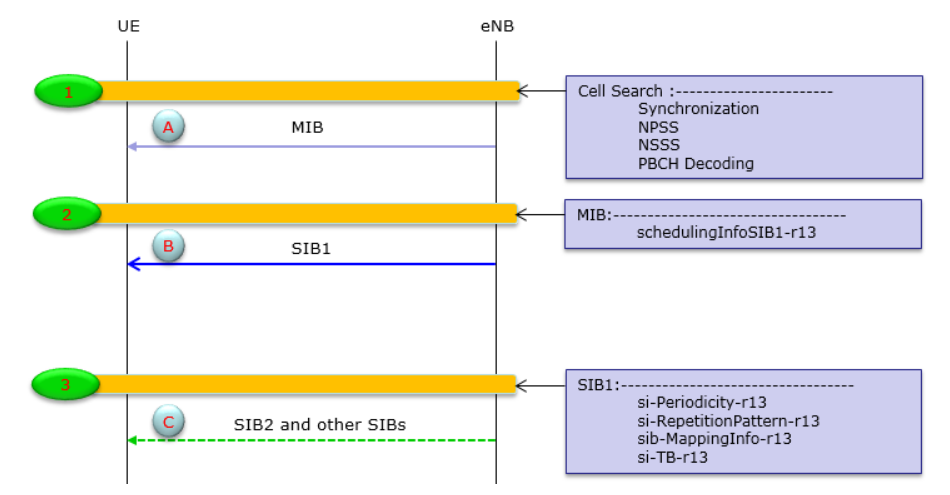 UE
eNB
1
Cell Search :-----------------------
Synchronization
NPSS
NSSS
PBCH Decoding
A
MIB
2
MIB:----------------------------------
schedulingInfoSIB1-r13
B
SIB1
3
SIB1:----------------------------------
si-Periodicity-r13
si-RepetitionPattern-r13
sib-MappingInfo-r13
si-TB-r13
C
SIB2 and other SIBs